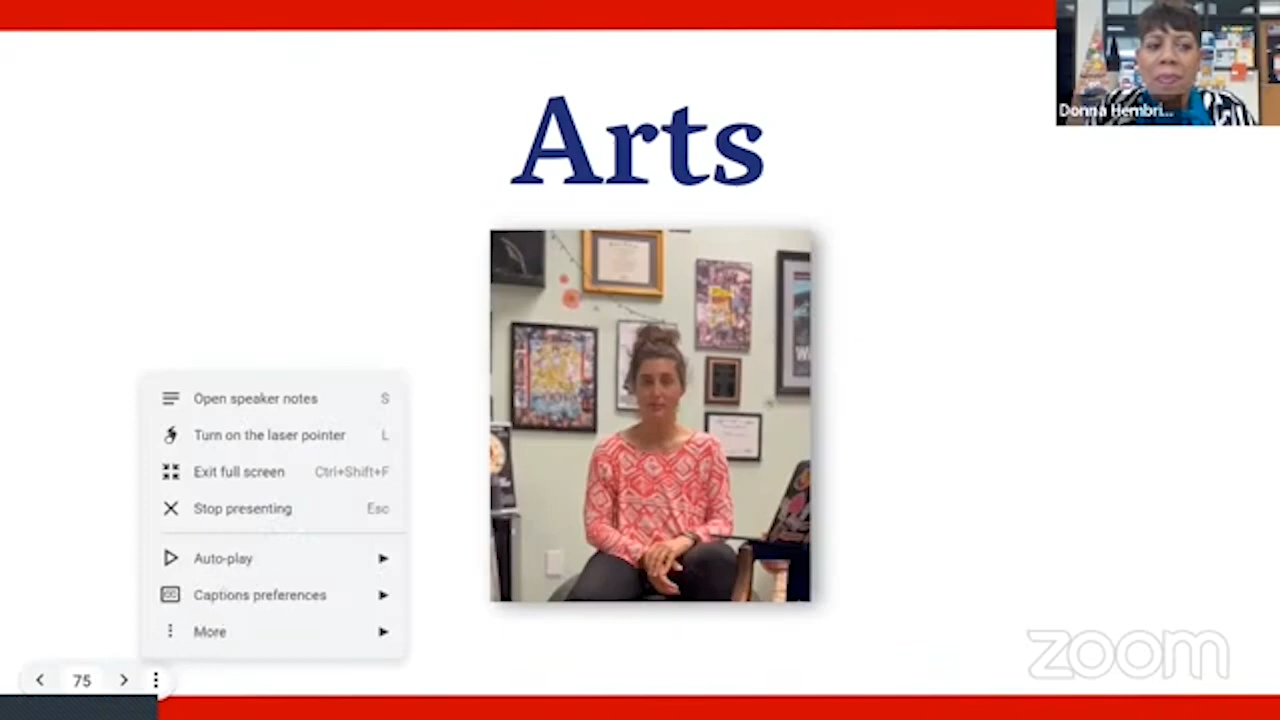 Donna Hembri...
Arts
Open speaker notes S
Turn on the laser pointer L
Exit full screen Ctrl+Shift+F
Stop presenting Esc
Auto-play
CC
Captions preferences
More
75
zoom